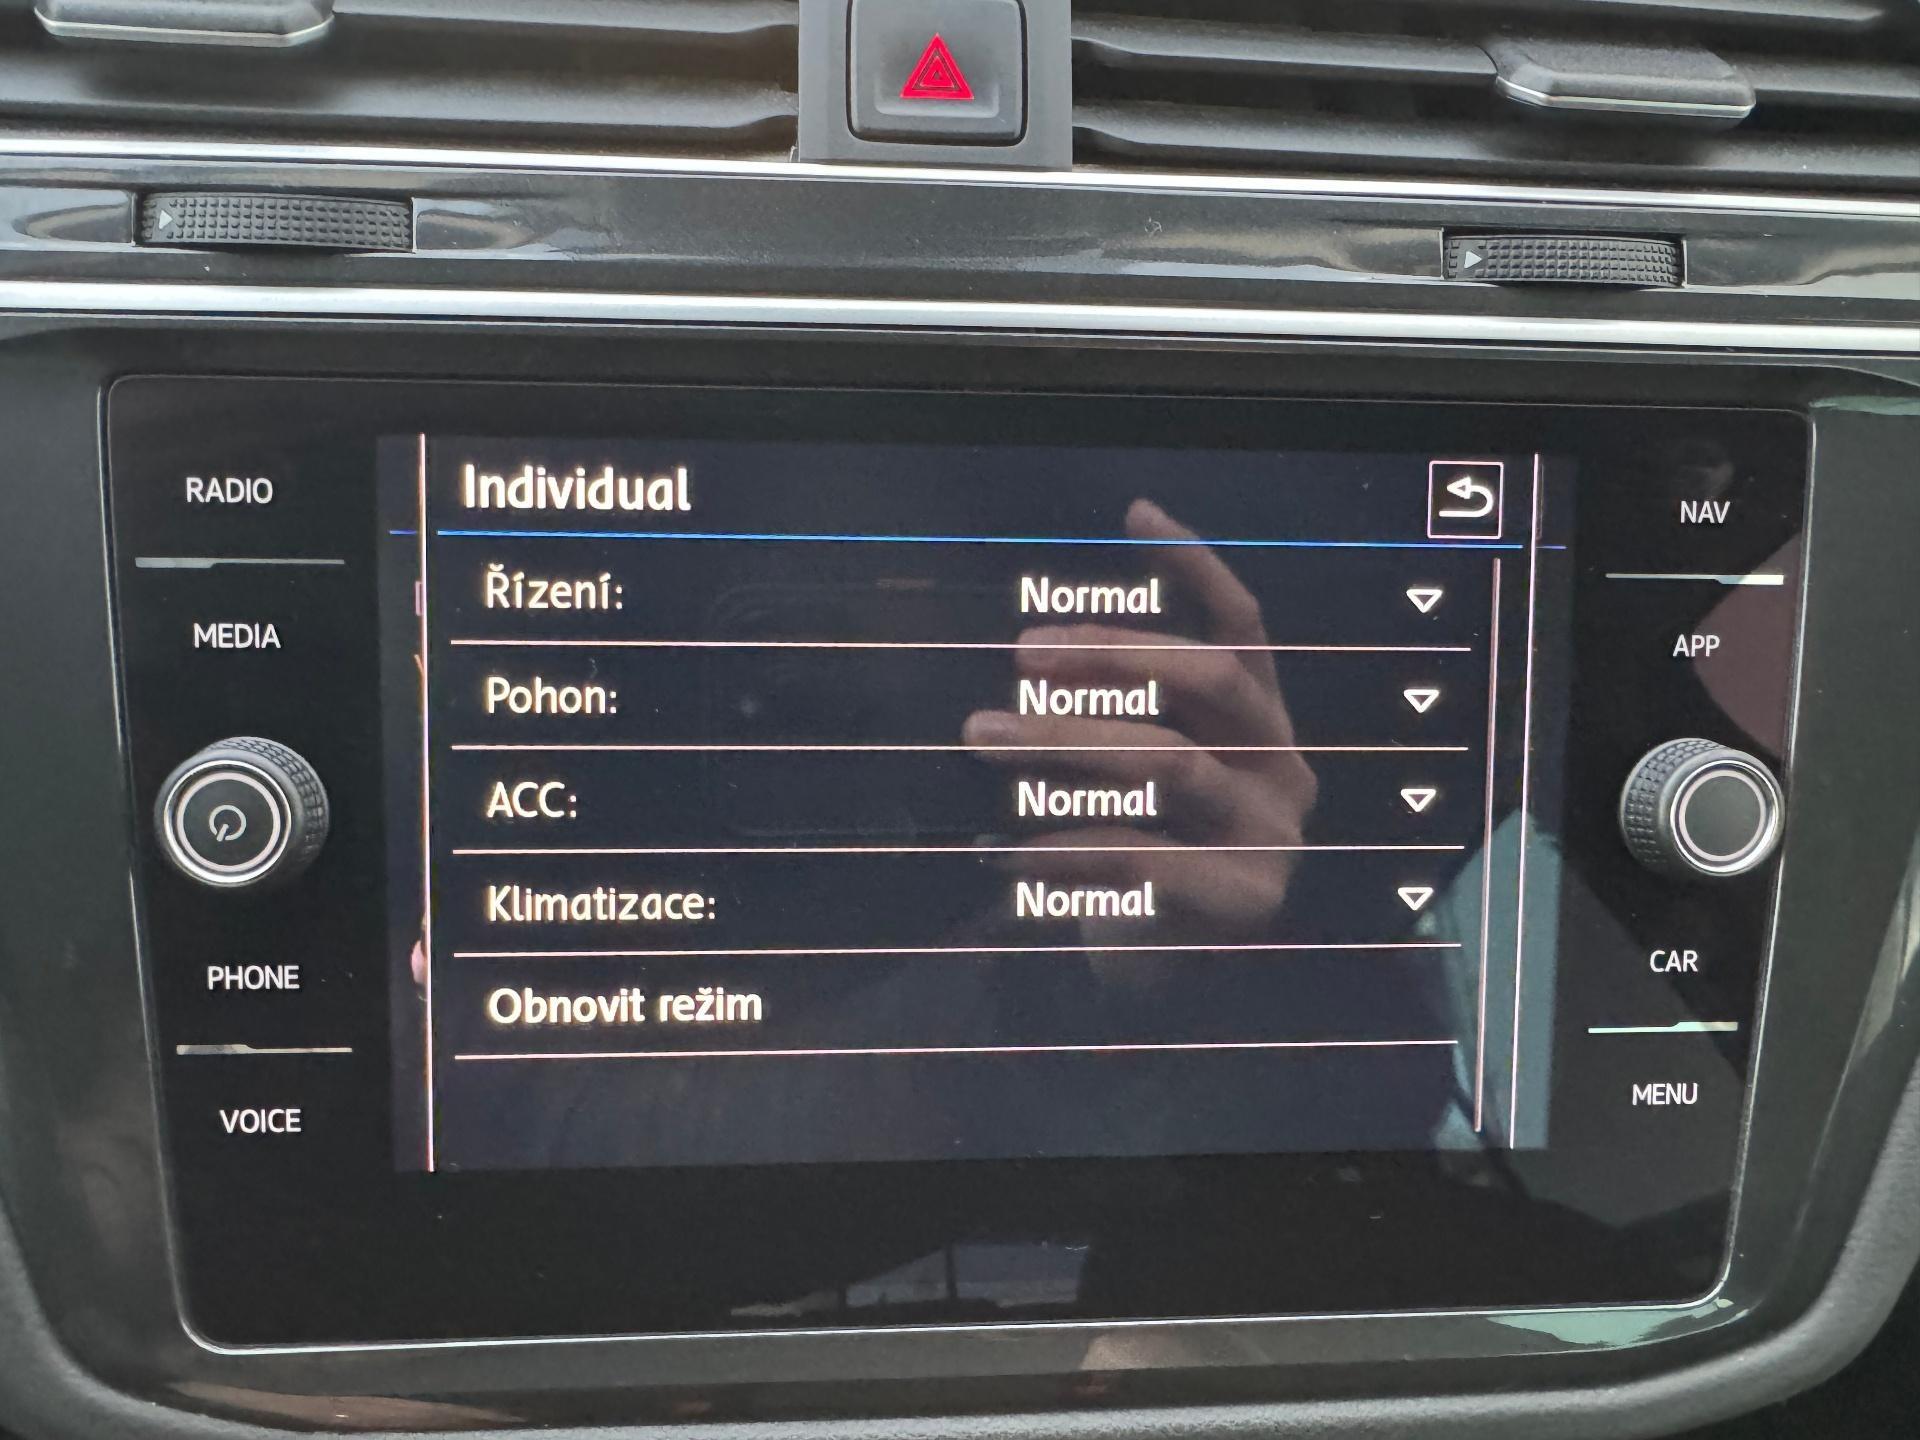 RADIO
MEDIA
PHONE
VOICE
Individual
Řízení: Normal
Pohon: Normal
ACC: Normal
Klimatizace: Normal
Obnovit režim
NAV
APP
CAR
MENU